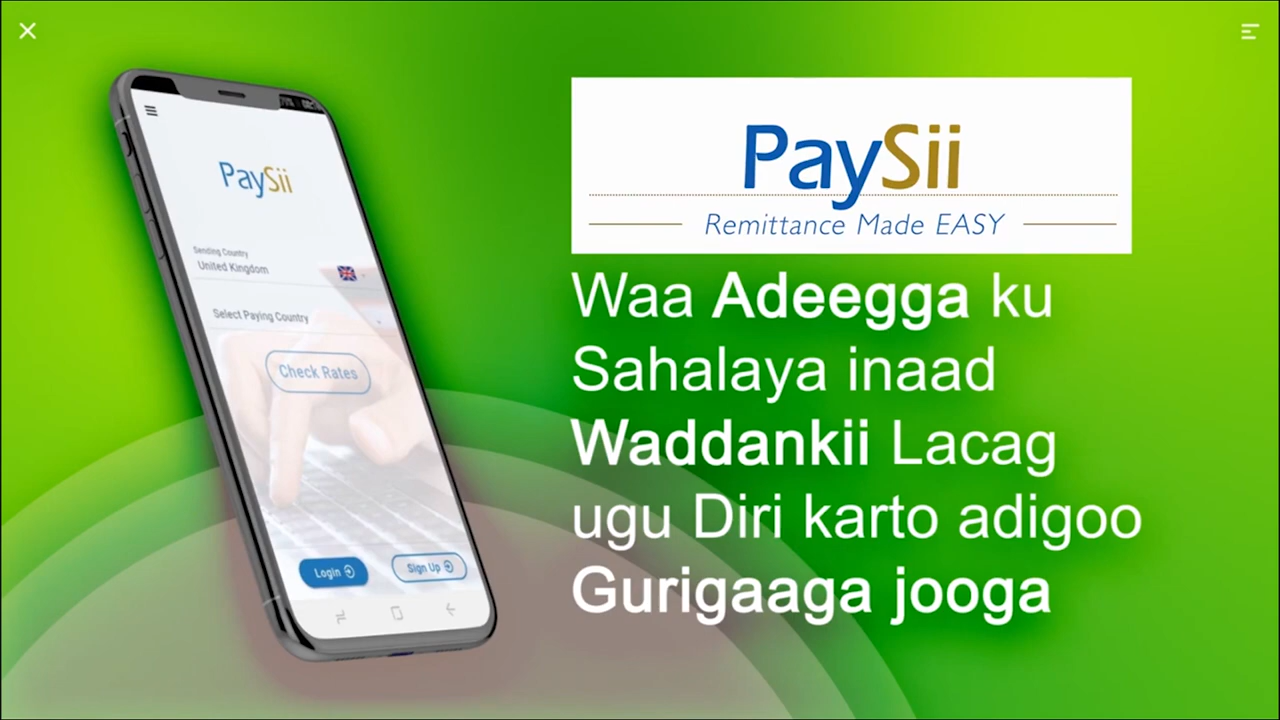 PaySii
Sending Country
United Kingdom
Select Paying Country
Check Rates
Login
Sign Up
PaySii
Remittance Made EASY
Waa Adeegga ku
Sahalaya inaad
Waddankii Lacag
ugu Diri karto adigoo
Gurigaaga jooga